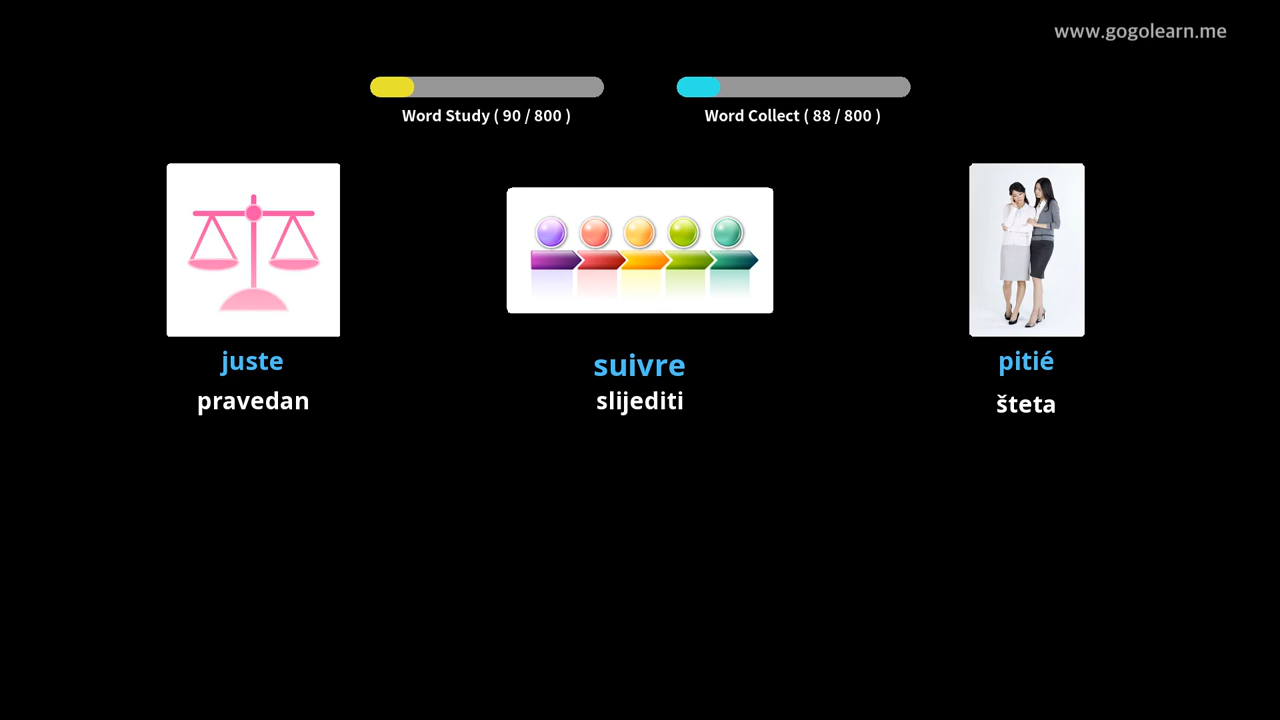 www.gogolearn.me
Word Study ( 90 / 800 )
Word Collect ( 88 / 800 )
juste
pravedan
suivre
slijediti
pitié
šteta